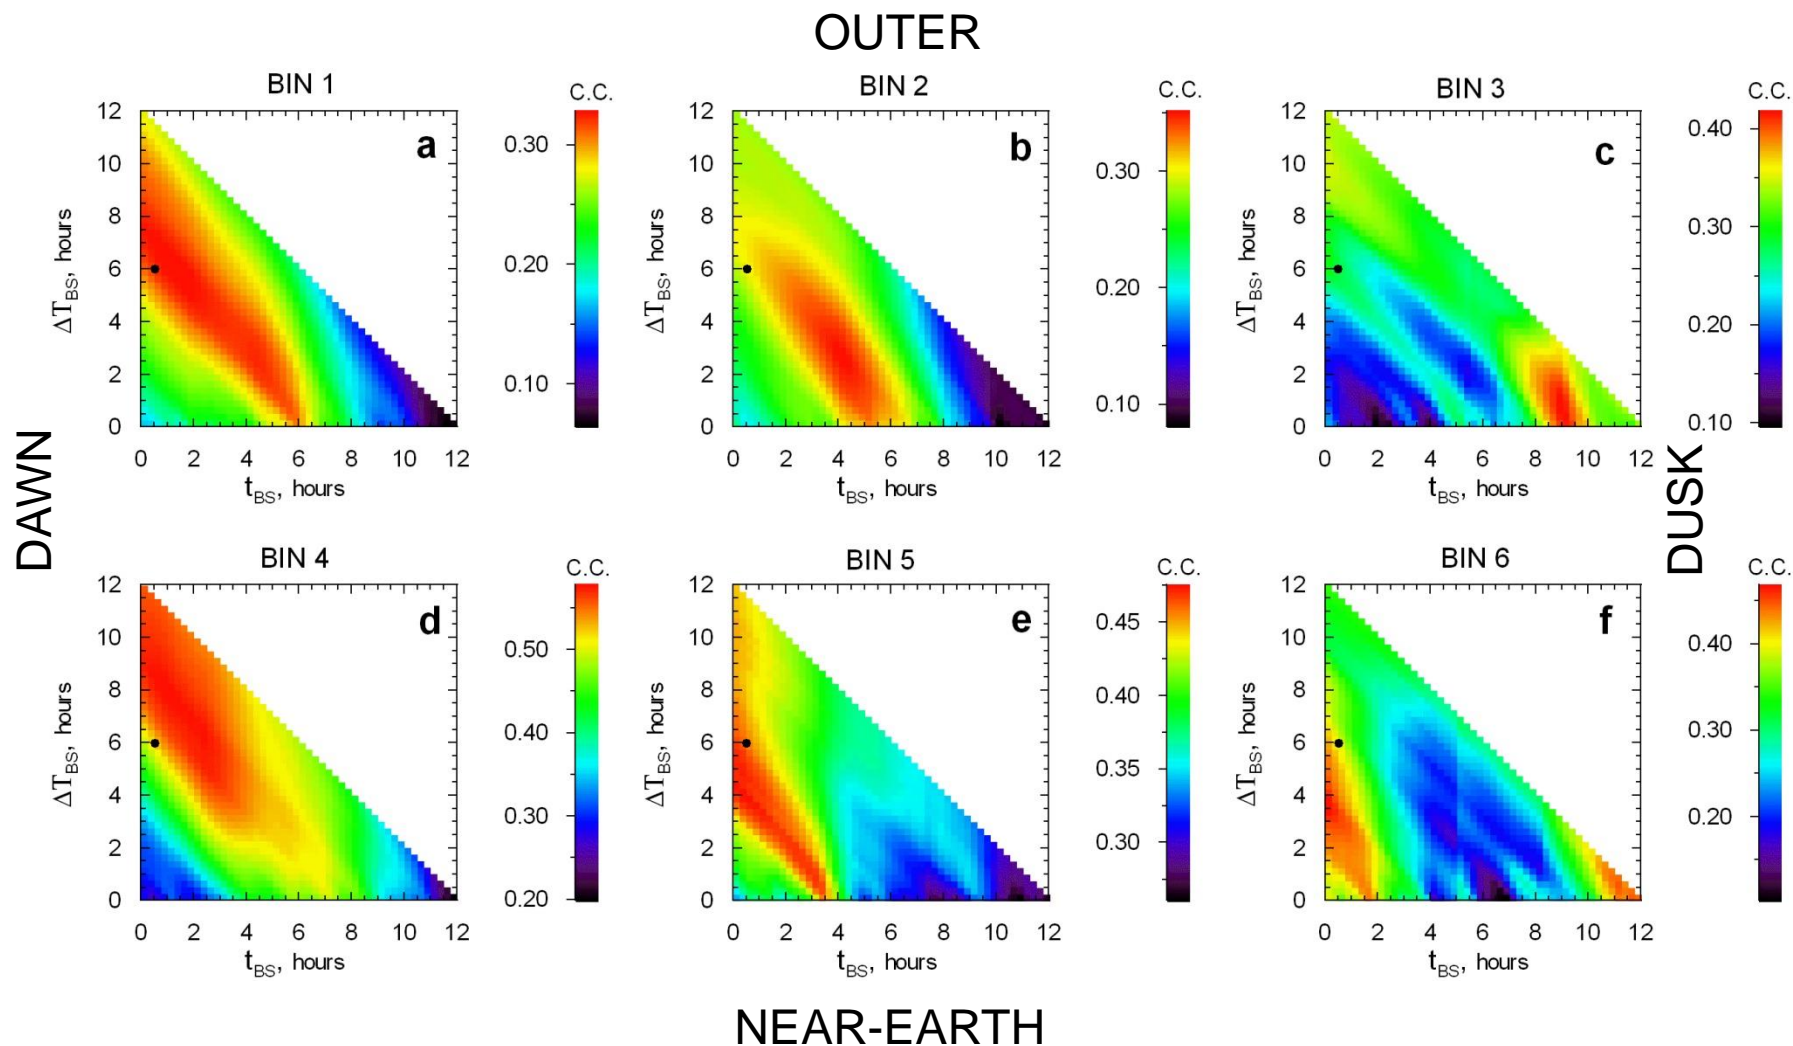 OUTER
BIN 1
BIN 2
BIN 3
C.C.
C.C.
C.C.
a
b
c
12
10
8
6
4
2
0
ΔT_BS, hours
0 2 4 6 8 10 12
t_BS, hours
0.30
0.20
0.10
12
10
8
6
4
2
0
ΔT_BS, hours
0 2 4 6 8 10 12
t_BS, hours
0.30
0.20
0.10
12
10
8
6
4
2
0
ΔT_BS, hours
0 2 4 6 8 10 12
t_BS, hours
0.40
0.30
0.20
0.10
DAWN
DUSK
BIN 4
BIN 5
BIN 6
C.C.
C.C.
C.C.
d
e
f
12
10
8
6
4
2
0
ΔT_BS, hours
0 2 4 6 8 10 12
t_BS, hours
0.50
0.40
0.30
0.20
12
10
8
6
4
2
0
ΔT_BS, hours
0 2 4 6 8 10 12
t_BS, hours
0.45
0.40
0.35
0.30
12
10
8
6
4
2
0
ΔT_BS, hours
0 2 4 6 8 10 12
t_BS, hours
0.40
0.30
0.20
NEAR-EARTH